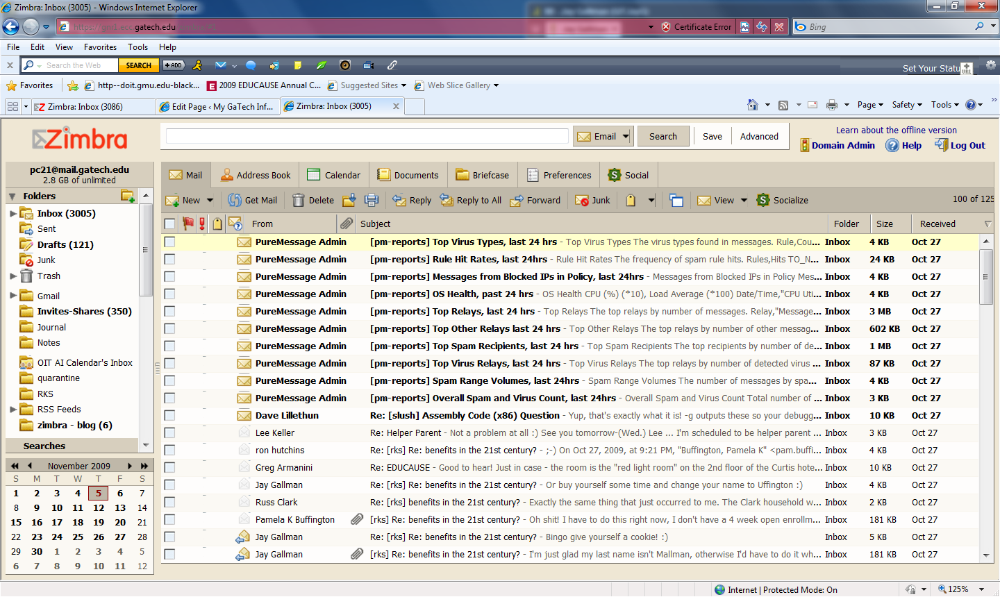 Zimbra: Inbox (3005) - Windows Internet Explorer
gatech.edu
Certificate Error
Bing
File Edit View Favorites Tools Help
Search the Web SEARCH +ADD
Set Your Statu
+ URL
Favorites http--doit.gmu.edu-black... E 2009 EDUCAUSE Annual C... Suggested Sites Web Slice Gallery
Zimbra: Inbox (3086) Edit Page ‹ My GaTech Inf... Zimbra: Inbox (3005)
Page Safety Tools
Zimbra
Email Search Save Advanced
Learn about the offline version
Domain Admin Help Log Out
pc21@mail.gatech.edu
2.8 GB of unlimited
Mail Address Book Calendar Documents Briefcase Preferences Social
New Get Mail Delete Reply Reply to All Forward Junk View Socialize 100 of 125
Folders
Inbox (3005)
Sent
Drafts (121)
Junk
Trash
Gmail
Invites-Shares (350)
Journal
Notes
OIT AI Calendar's Inbox
quarantine
RKS
RSS Feeds
zimbra - blog (6)
Searches
November 2009
S M T W T F S
1 2 3 4 5 6 7
8 9 10 11 12 13 14
15 16 17 18 19 20 21
22 23 24 25 26 27 28
29 30 1 2 3 4 5
6 7 8 9 10 11 12
From Subject Folder Size Received
PureMessage Admin [pm-reports] Top Virus Types, last 24 hrs - Top Virus Types The virus types found in messages. Rule,Cou... Inbox 4 KB Oct 27
PureMessage Admin [pm-reports] Rule Hit Rates, last 24hrs - Rule Hit Rates The frequency of spam rule hits. Rules,Hits TO_N... Inbox 24 KB Oct 27
PureMessage Admin [pm-reports] Messages from Blocked IPs in Policy, last 24hrs - Messages from Blocked IPs in Policy Mes... Inbox 4 KB Oct 27
PureMessage Admin [pm-reports] OS Health, past 24 hrs - OS Health CPU (%) (*10), Load Average (*100) Date/Time,"CPU Uti... Inbox 4 KB Oct 27
PureMessage Admin [pm-reports] Top Relays, last 24 hrs - Top Relays The top relays by number of messages. Relay,"Message... Inbox 3 MB Oct 27
PureMessage Admin [pm-reports] Top Other Relays last 24 hrs - Top Other Relays The top relays by number of other messag... Inbox 602 KB Oct 27
PureMessage Admin [pm-reports] Top Spam Recipients, last 24 hrs - Top Spam Recipients The top recipients by number of de... Inbox 1 MB Oct 27
PureMessage Admin [pm-reports] Top Virus Relays, last 24 hrs - Top Virus Relays The top relays by number of detected virus ... Inbox 87 KB Oct 27
PureMessage Admin [pm-reports] Spam Range Volumes, last 24hrs - Spam Range Volumes The number of messages by spa... Inbox 4 KB Oct 27
PureMessage Admin [pm-reports] Overall Spam and Virus Count, last 24hrs - Overall Spam and Virus Count Total number of ... Inbox 3 KB Oct 27
Dave Lillethun Re: [slush] Assembly Code (x86) Question - Yup, that's exactly what it is! -g outputs these so your debugg... Inbox 10 KB Oct 27
Lee Keller Re: Helper Parent - Not a problem at all :) See you tomorrow-(Wed.) Lee ... I'm scheduled to be helper parent ... Inbox 3 KB Oct 27
ron hutchins Re: [rks] Re: benefits in the 21st century? - ;-) On Oct 27, 2009, at 9:21 PM, "Buffington, Pamela K" <pam.buffi... Inbox 4 KB Oct 27
Greg Armanini Re: EDUCAUSE - Good to hear! Just in case - the room is the "red light room" on the 2nd floor of the Curtis hote... Inbox 10 KB Oct 27
Jay Gallman Re: [rks] Re: benefits in the 21st century? - Or buy yourself some time and change your name to Uffington :) Inbox 4 KB Oct 27
Russ Clark Re: [rks] Re: benefits in the 21st century? - Exactly the same thing that just occurred to me. The Clark household w... Inbox 2 KB Oct 27
Pamela K Buffington [rks] Re: benefits in the 21st century? - Oh shit! I have to do this right now, I don't have a 4 week open enrollm... Inbox 181 KB Oct 27
Jay Gallman Re: [rks] Re: benefits in the 21st century? - Bingo give yourself a cookie! :) Inbox 5 KB Oct 27
Jay Gallman [rks] Re: benefits in the 21st century? - I'm just glad my last name isn't Mallman, otherwise I'd have to do it wh... Inbox 181 KB Oct 27
Internet | Protected Mode: On 125%